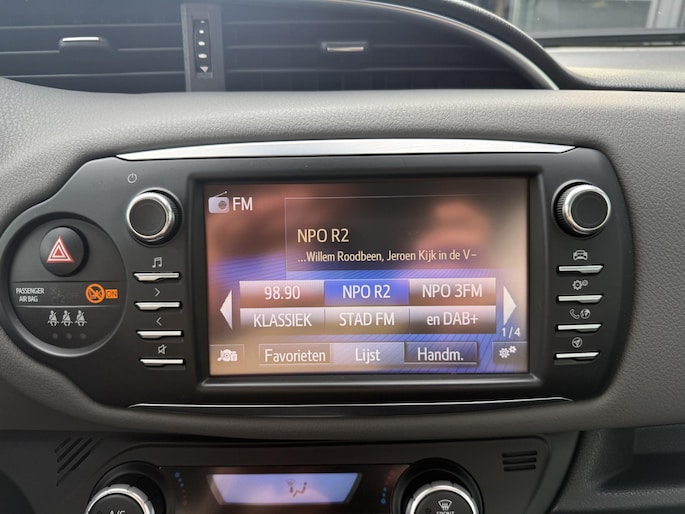 FM
NPO R2
...Willem Roodbeen, Jeroen Kijk in de V-
98.90 NPO R2 NPO 3FM
KLASSIEK STAD FM en DAB+
1/4
Favorieten Lijst Handm.
PASSENGER
AIR BAG
ON
A/C
FRONT